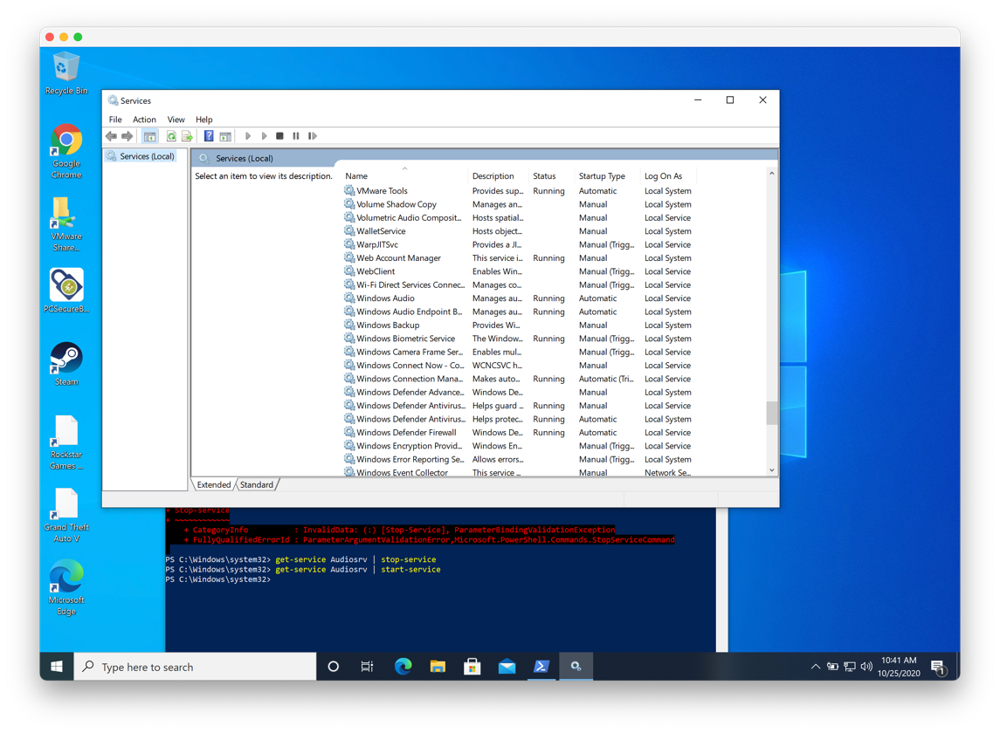 Recycle Bin
Google
Chrome
VMware
Share...
PCSecureB...
Steam
Rockstar
Games ...
Grand Theft
Auto V
Microsoft
Edge
Services
File Action View Help
Services (Local)
Services (Local)
Select an item to view its description.
Name Description Status Startup Type Log On As
VMware Tools Provides sup... Running Automatic Local System
Volume Shadow Copy Manages an... Manual Local System
Volumetric Audio Composit... Hosts spatial... Manual Local Service
WalletService Hosts object... Manual Local System
WarpJITSvc Provides a JI... Manual (Trigg... Local Service
Web Account Manager This service i... Running Manual Local System
WebClient Enables Win... Manual (Trigg... Local Service
Wi-Fi Direct Services Connec... Manages co... Manual (Trigg... Local Service
Windows Audio Manages au... Running Automatic Local Service
Windows Audio Endpoint B... Manages au... Running Automatic Local System
Windows Backup Provides Wi... Manual Local System
Windows Biometric Service The Window... Running Manual (Trigg... Local System
Windows Camera Frame Ser... Enables mul... Manual (Trigg... Local Service
Windows Connect Now - Co... WCNCSVC h... Manual Local Service
Windows Connection Mana... Makes auto... Running Automatic (Tri... Local Service
Windows Defender Advance... Windows De... Manual Local System
Windows Defender Antivirus... Helps guard ... Running Manual Local Service
Windows Defender Antivirus... Helps protec... Running Automatic Local System
Windows Defender Firewall Windows De... Running Automatic Local Service
Windows Encryption Provid... Windows En... Manual (Trigg... Local Service
Windows Error Reporting Se... Allows errors... Manual (Trigg... Local System
Windows Event Collector This service ... Manual Network Se...
Extended Standard
+ Stop-service
+ ~~~~~~~~~~~~
+ CategoryInfo : InvalidData: (:) [Stop-Service], ParameterBindingValidationException
+ FullyQualifiedErrorId : ParameterArgumentValidationError,Microsoft.PowerShell.Commands.StopServiceCommand
PS C:\Windows\system32> get-service Audiosrv | stop-service
PS C:\Windows\system32> get-service Audiosrv | start-service
PS C:\Windows\system32>
Type here to search
10:41 AM
10/25/2020
1